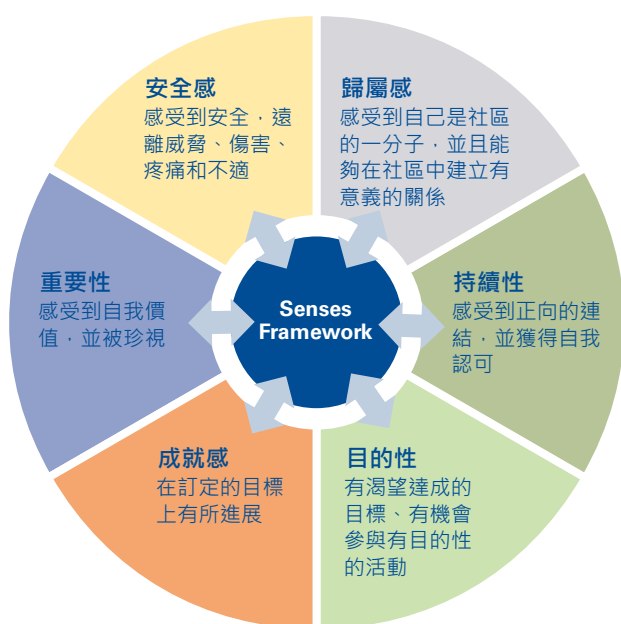 安全感
感受到安全，遠
離威脅、傷害、
疼痛和不適
歸屬感
感受到自己是社區
的一分子，並且能
夠在社區中建立有
意義的關係
重要性
感受到自我價
值，並被珍視
Senses
Framework
持續性
感受到正向的連
結，並獲得自我
認可
成就感
在訂定的目標
上有所進展
目的性
有渴望達成的
目標、有機會
參與有目的性
的活動